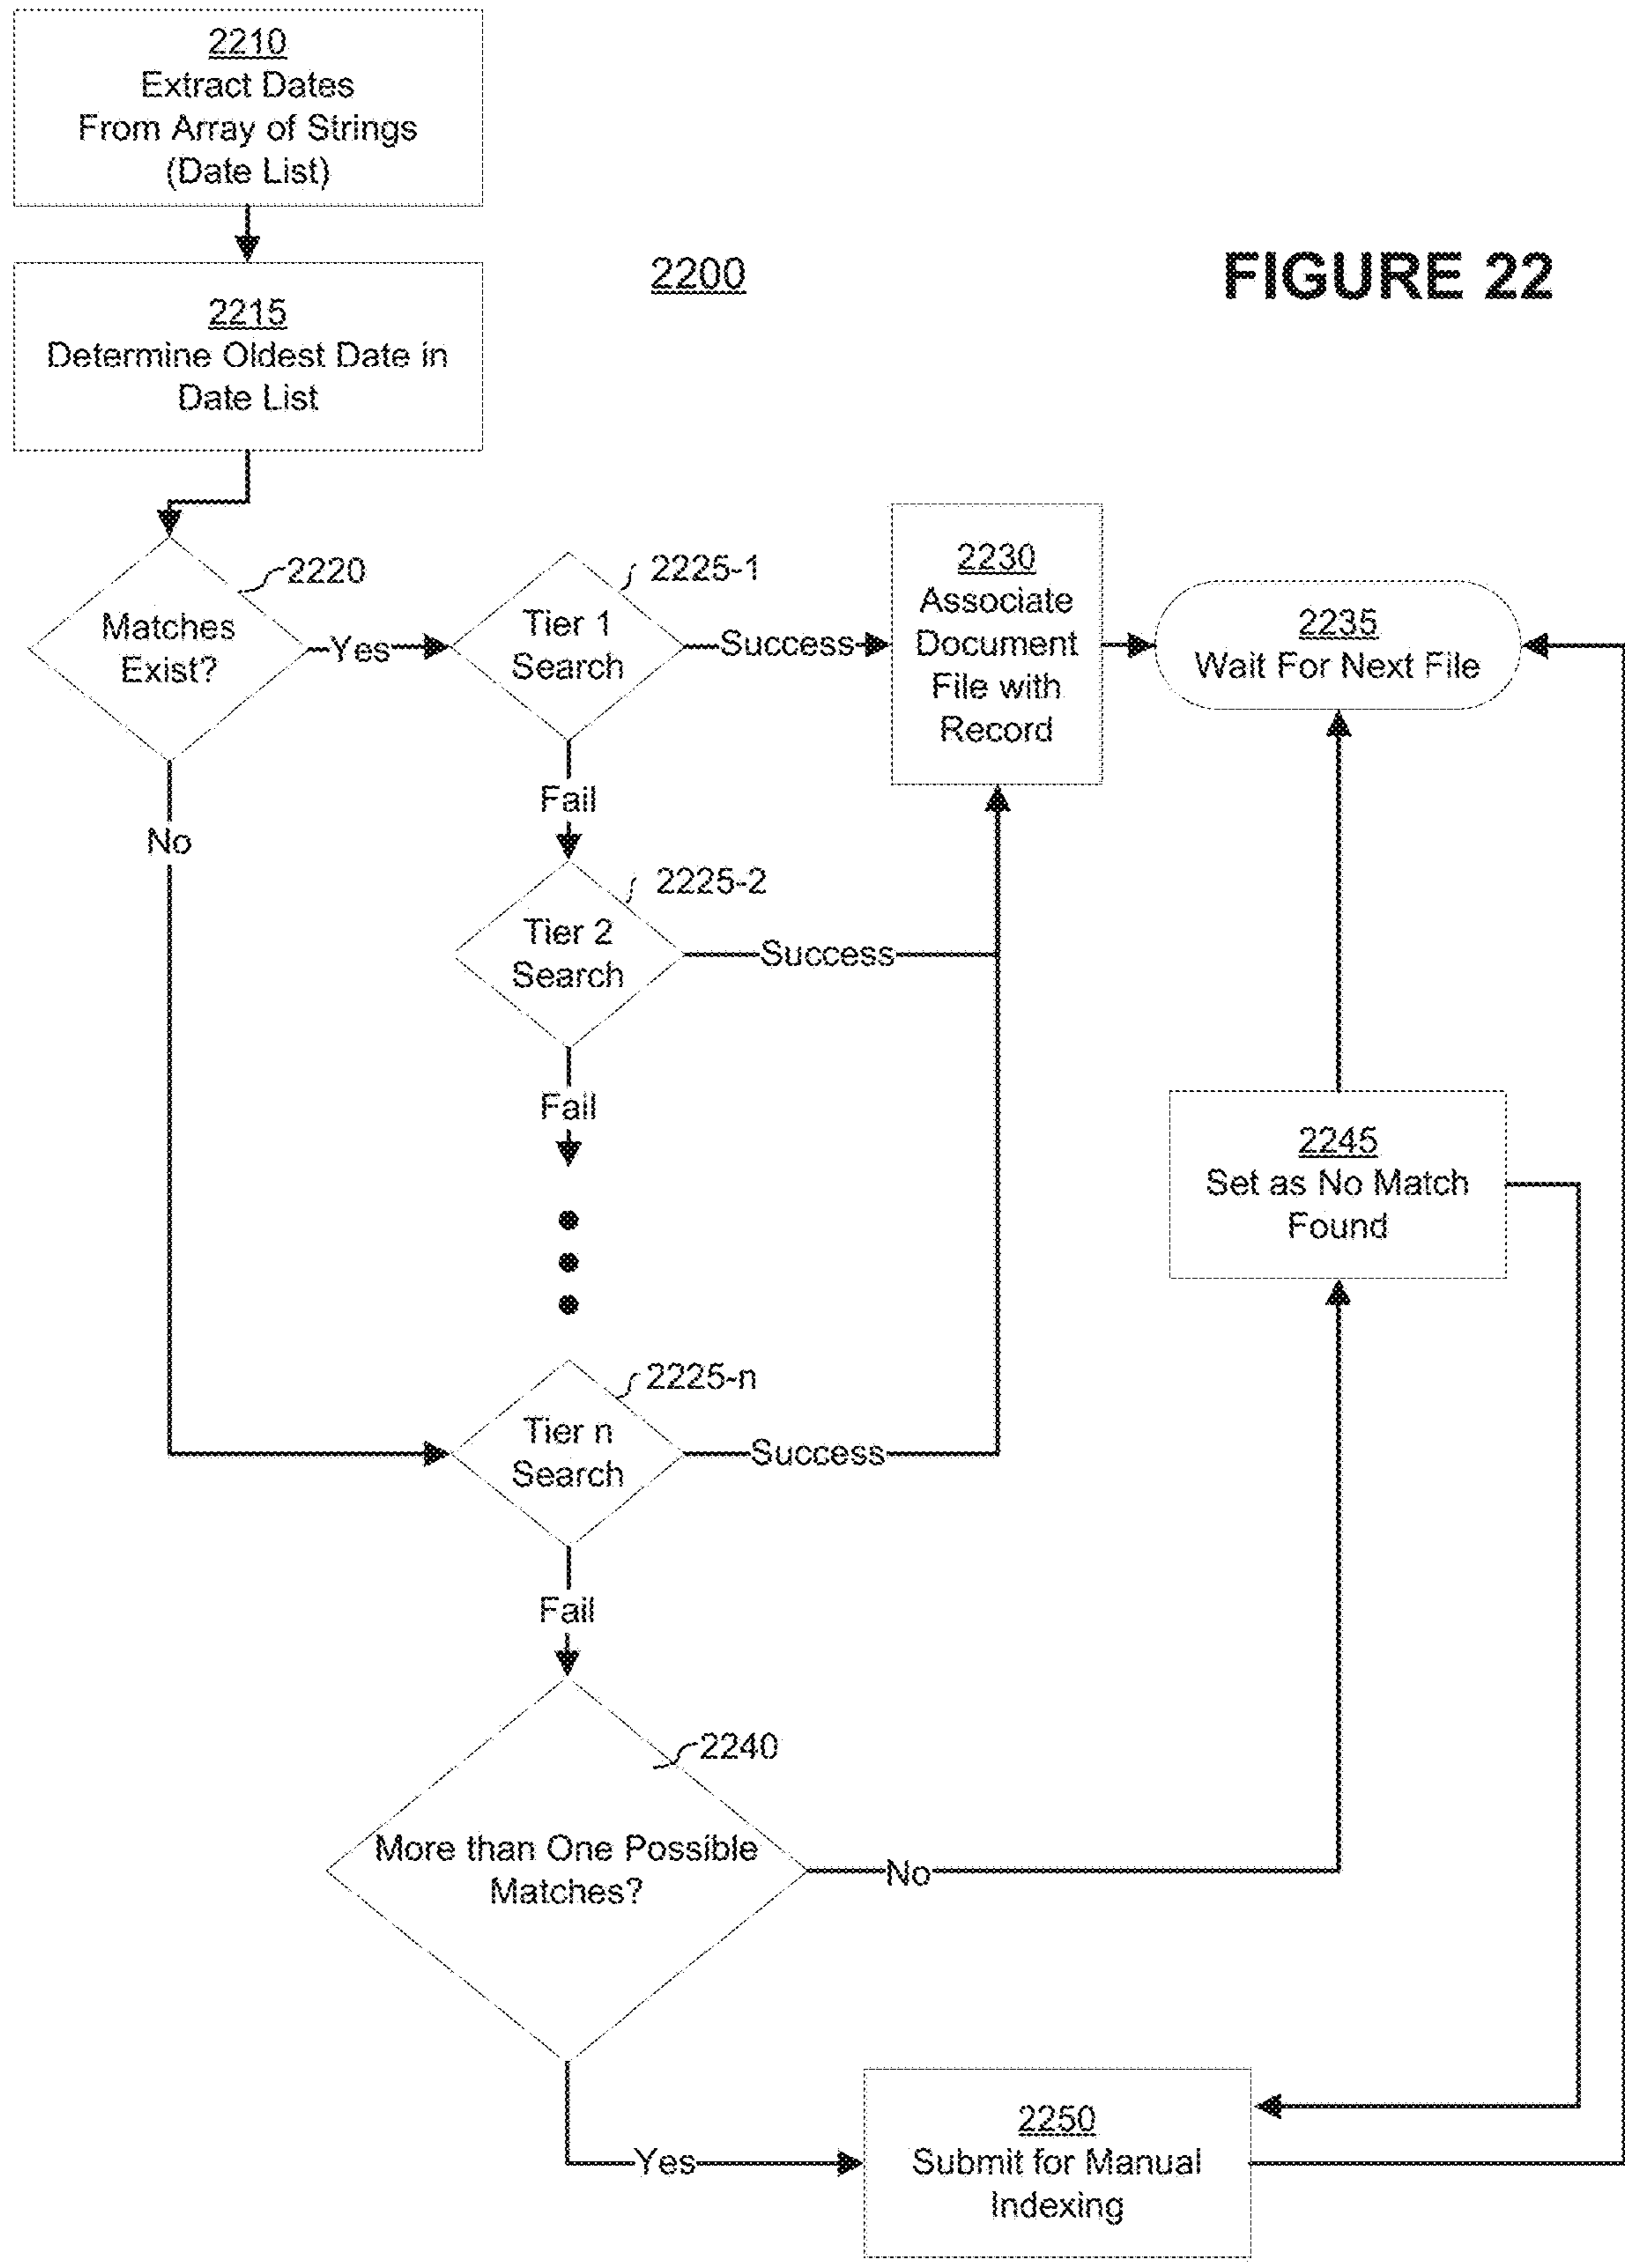 2210
Extract Dates
From Array of Strings
(Date List)
2200
FIGURE 22
2215
Determine Oldest Date in
Date List
2220
Matches
Exist?
Yes
No
2225-1
Tier 1
Search
Success
Fail
2230
Associate
Document
File with
Record
2235
Wait For Next File
2225-2
Tier 2
Search
Success
Fail
2245
Set as No Match
Found
2225-n
Tier n
Search
Success
Fail
2240
More than One Possible
Matches?
No
Yes
2250
Submit for Manual
Indexing